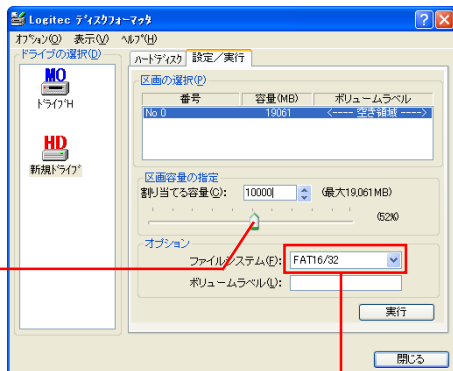 Logitec ディスクフォーマッタ
オプション(O) 表示(V) ヘルプ(H)
ドライブの選択(D)
MO
ドライブH
HD
新規ドライブ
ハードディスク 設定/実行
区画の選択(P)
番号 容量(MB) ボリュームラベル
No 0 19061 <---- 空き領域 ---->
区画容量の指定
割り当てる容量(C): 10000 (最大19,061MB)
(52%)
オプション
ファイルシステム(F): FAT16/32
ボリュームラベル(L):
実行
閉じる